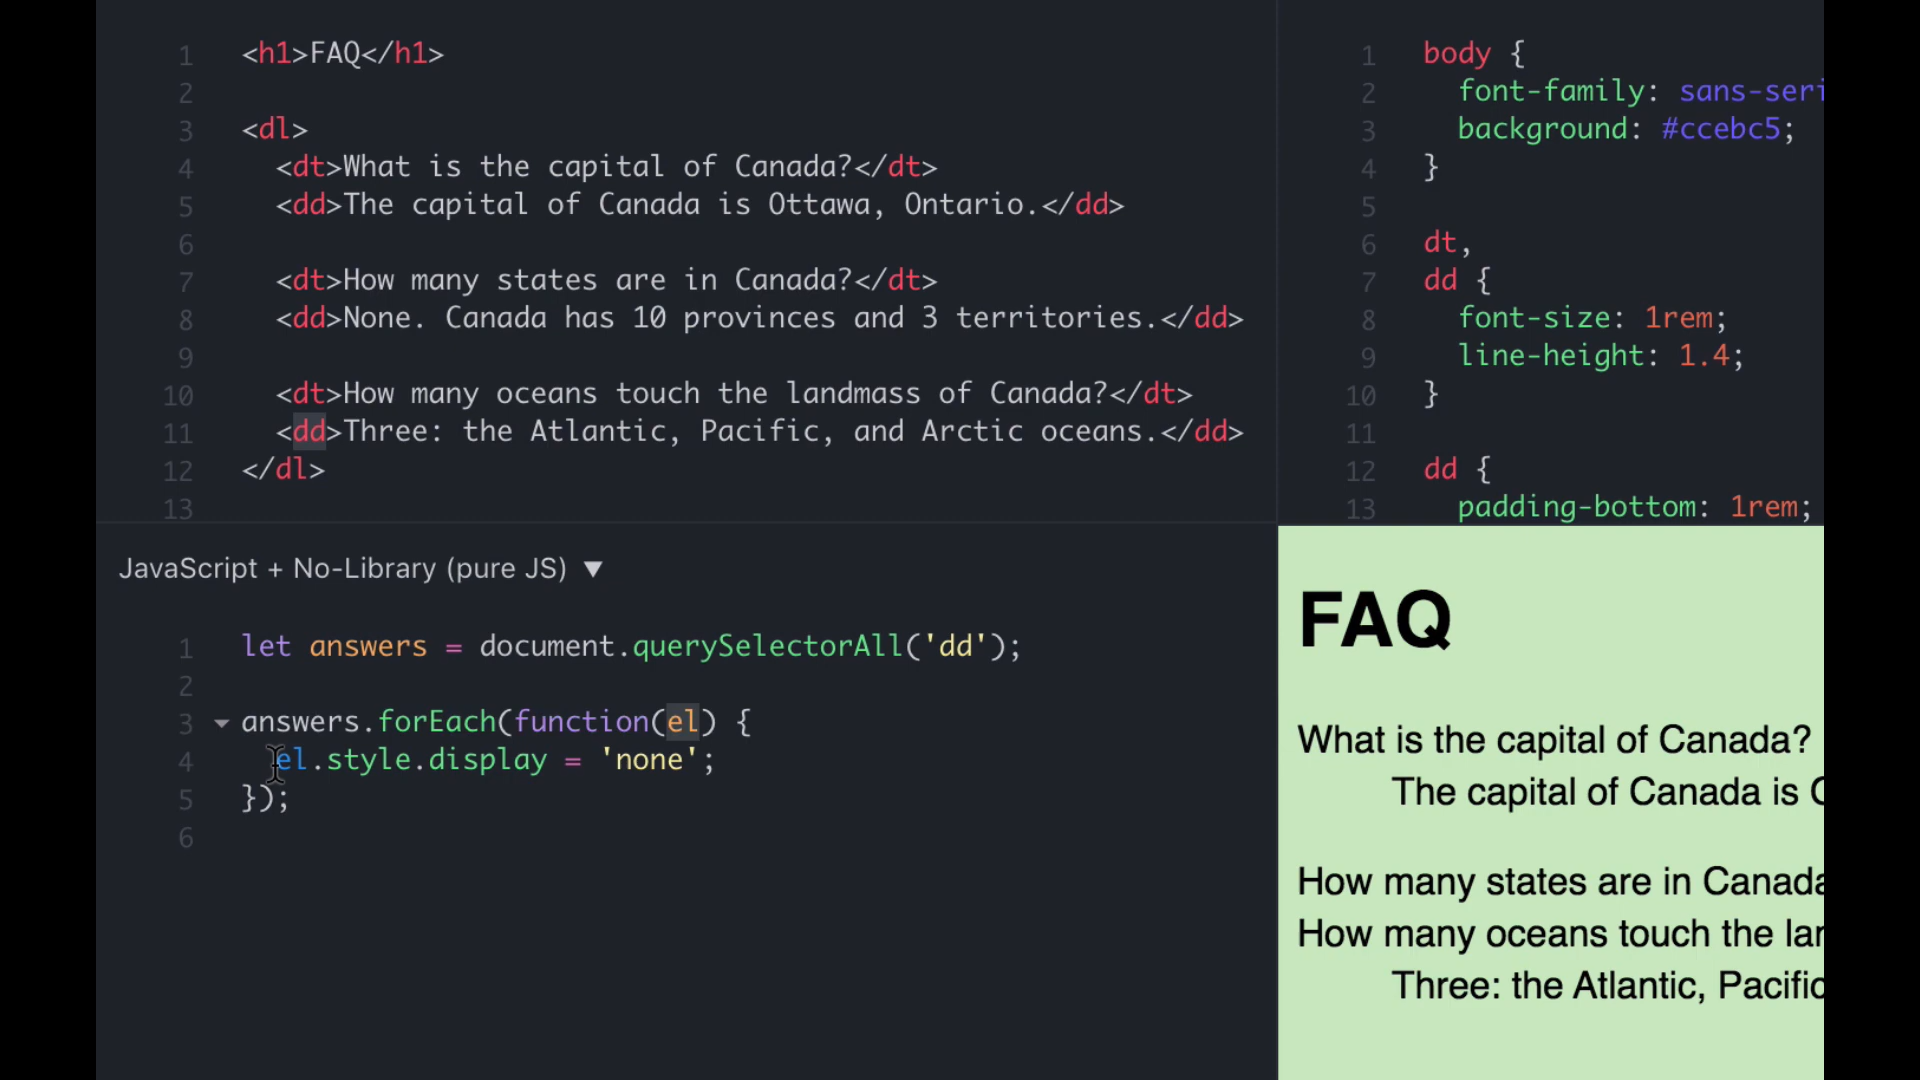 1 <h1>FAQ</h1>
2
3 <dl>
4 <dt>What is the capital of Canada?</dt>
5 <dd>The capital of Canada is Ottawa, Ontario.</dd>
6
7 <dt>How many states are in Canada?</dt>
8 <dd>None. Canada has 10 provinces and 3 territories.</dd>
9
10 <dt>How many oceans touch the landmass of Canada?</dt>
11 <dd>Three: the Atlantic, Pacific, and Arctic oceans.</dd>
12 </dl>
13
1 body {
2 font-family: sans-seri
3 background: #ccebc5;
4 }
5
6 dt,
7 dd {
8 font-size: 1rem;
9 line-height: 1.4;
10 }
11
12 dd {
13 padding-bottom: 1rem;
JavaScript + No-Library (pure JS) ▼
1 let answers = document.querySelectorAll('dd');
2
3 answers.forEach(function(el) {
4 el.style.display = 'none';
5 });
6
FAQ
What is the capital of Canada?
The capital of Canada is
How many states are in Canada
How many oceans touch the lan
Three: the Atlantic, Pacific